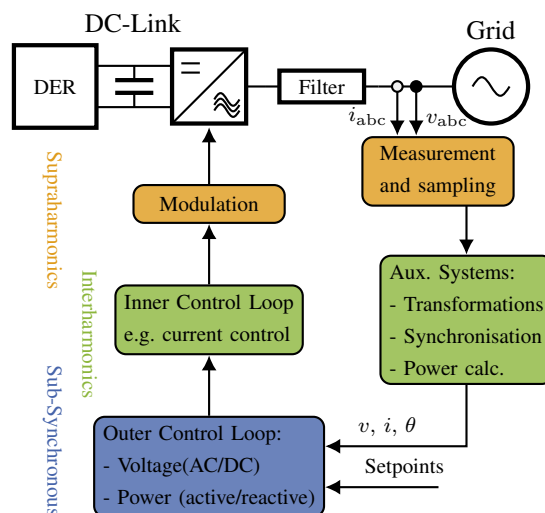 DC-Link
Grid
DER
Filter
i_abc
v_abc
Measurement
and sampling
Supraharmonics
Modulation
Aux. Systems:
- Transformations
- Synchronisation
- Power calc.
Interharmonics
Inner Control Loop
e.g. current control
Sub-Synchronous
Outer Control Loop:
- Voltage(AC/DC)
- Power (active/reactive)
v, i, θ
Setpoints